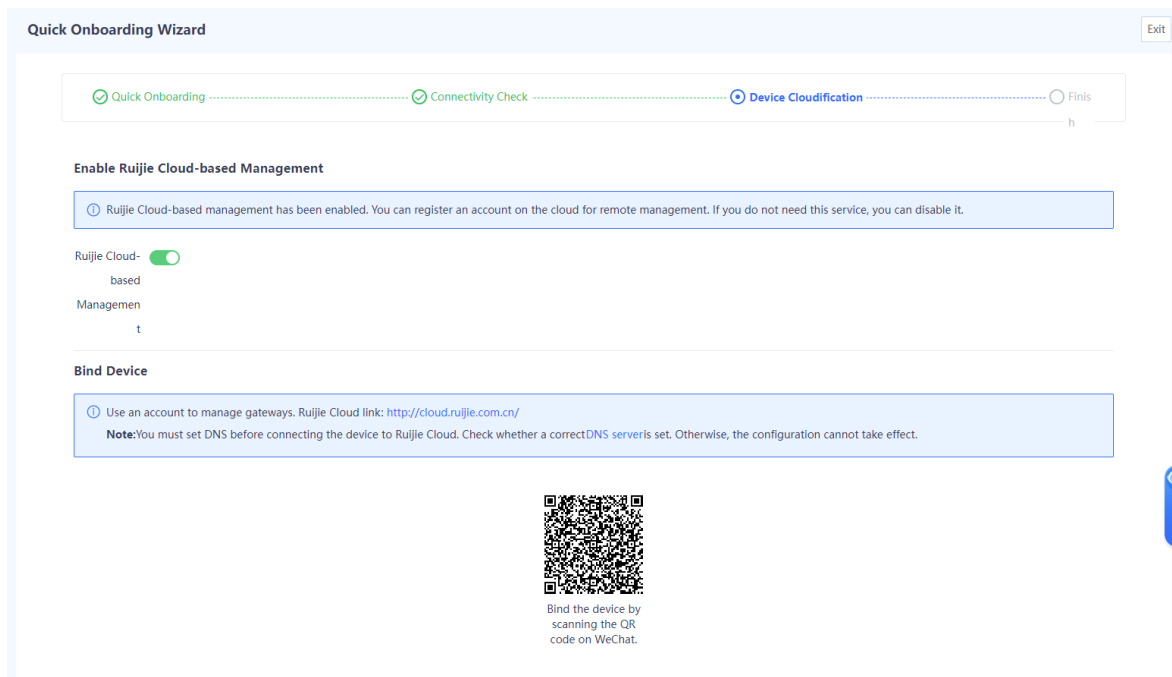 Quick Onboarding Wizard
Exit
Quick Onboarding
Connectivity Check
Device Cloudification
Finis
h
Enable Ruijie Cloud-based Management
Ruijie Cloud-based management has been enabled. You can register an account on the cloud for remote management. If you do not need this service, you can disable it.
Ruijie Cloud-
based
Managemen
t
Bind Device
Use an account to manage gateways. Ruijie Cloud link: http://cloud.ruijie.com.cn/
Note:You must set DNS before connecting the device to Ruijie Cloud. Check whether a correctDNS serveris set. Otherwise, the configuration cannot take effect.
Bind the device by
scanning the QR
code on WeChat.